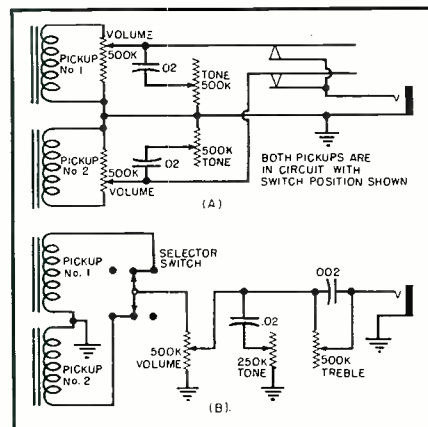 VOLUME
500K
PICKUP
No. 1
.02
TONE
500K
PICKUP
No. 2
500K
VOLUME
.02
500K
TONE
BOTH PICKUPS ARE
IN CIRCUIT WITH
SWITCH POSITION SHOWN
(A)
PICKUP
No. 1
SELECTOR
SWITCH
PICKUP
No. 2
500K
VOLUME
.02
250K
TONE
.002
500K
TREBLE
(B).